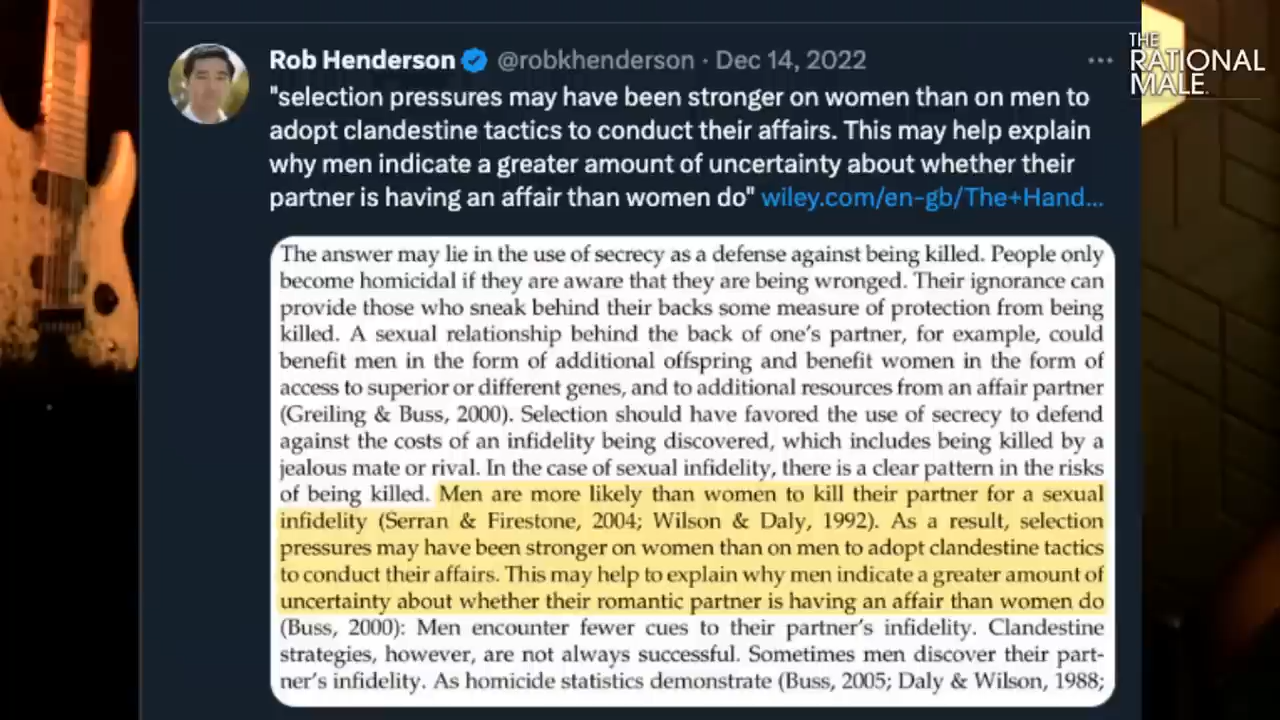 Rob Henderson @robkhenderson · Dec 14, 2022 ...
THE
RATIONAL
MALE.
"selection pressures may have been stronger on women than on men to
adopt clandestine tactics to conduct their affairs. This may help explain
why men indicate a greater amount of uncertainty about whether their
partner is having an affair than women do" wiley.com/en-gb/The+Hand...
The answer may lie in the use of secrecy as a defense against being killed. People only
become homicidal if they are aware that they are being wronged. Their ignorance can
provide those who sneak behind their backs some measure of protection from being
killed. A sexual relationship behind the back of one's partner, for example, could
benefit men in the form of additional offspring and benefit women in the form of
access to superior or different genes, and to additional resources from an affair partner
(Greiling & Buss, 2000). Selection should have favored the use of secrecy to defend
against the costs of an infidelity being discovered, which includes being killed by a
jealous mate or rival. In the case of sexual infidelity, there is a clear pattern in the risks
of being killed. Men are more likely than women to kill their partner for a sexual
infidelity (Serran & Firestone, 2004; Wilson & Daly, 1992). As a result, selection
pressures may have been stronger on women than on men to adopt clandestine tactics
to conduct their affairs. This may help to explain why men indicate a greater amount of
uncertainty about whether their romantic partner is having an affair than women do
(Buss, 2000): Men encounter fewer cues to their partner's infidelity. Clandestine
strategies, however, are not always successful. Sometimes men discover their part-
ner's infidelity. As homicide statistics demonstrate (Buss, 2005; Daly & Wilson, 1988;